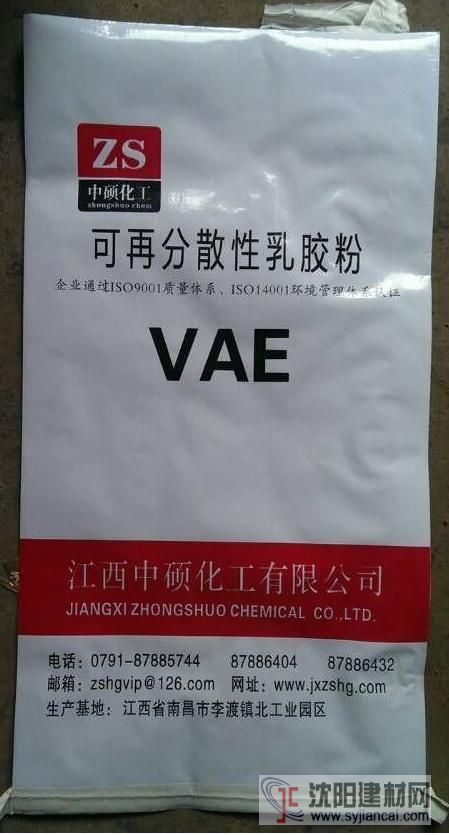 ZS
中硕化工
zhongshuo chem
可再分散性乳胶粉
企业通过ISO9001质量体系、ISO14001环境管理体系认证
VAE
江西中硕化工有限公司
JIANGXI ZHONGSHUO CHEMICAL CO.,LTD.
电话：0791-87885744 87886404 87886432
邮箱：zshgvip@126.com 网址：www.jxzshg.com
生产基地：江西省南昌市李渡镇北工业园区
沈阳建材网
www.syjiancai.com